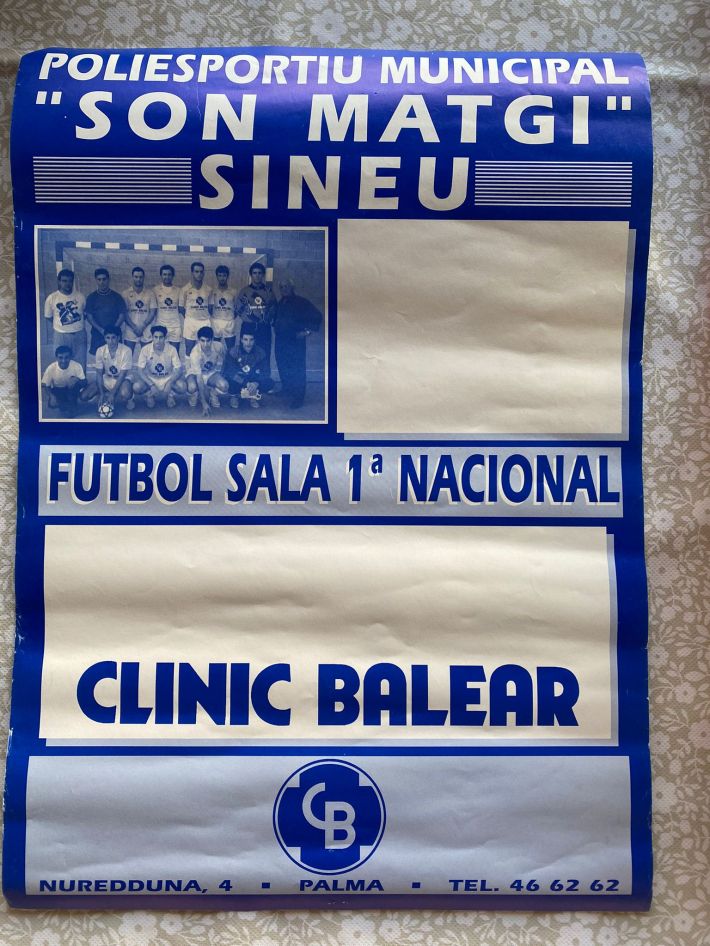 POLIESPORTIU MUNICIPAL
"SON MATGI"
SINEU
FUTBOL SALA 1ª NACIONAL
CLINIC BALEAR
CB
NUREDDUNA, 4 ▪ PALMA ▪ TEL. 46 62 62